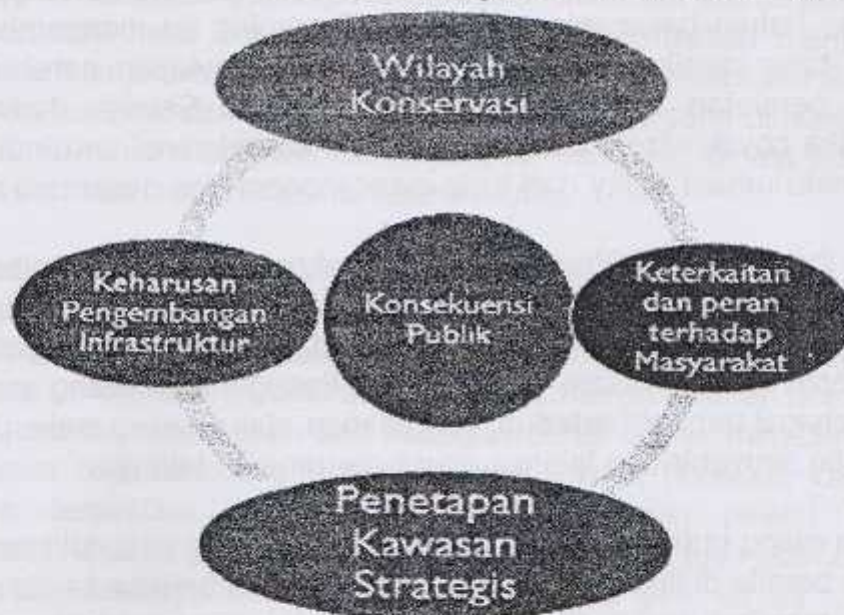 Wilayah
Konservasi
Keharusan
Pengembangan
Infrastruktur
Konsekuensi
Publik
Keterkaitan
dan peran
terhadap
Masyarakat
Penetapan
Kawasan
Strategis